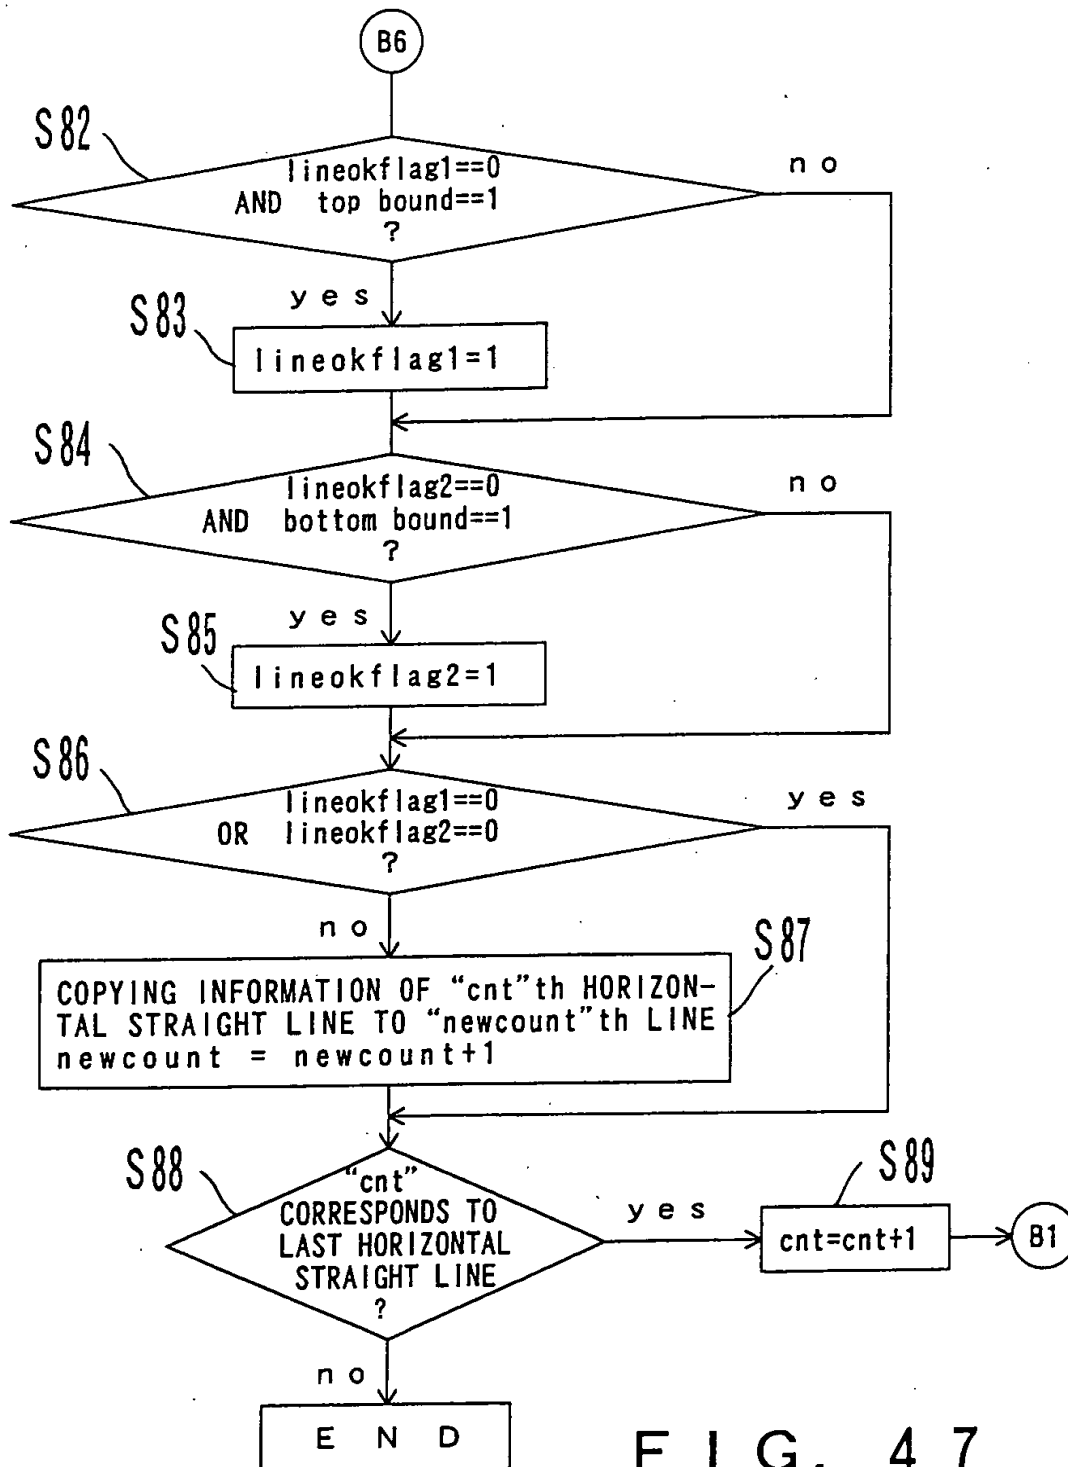 B6
S82
lineokflag1==0
AND top bound==1
?
no
yes
S83
lineokflag1=1
S84
lineokflag2==0
AND bottom bound==1
?
no
yes
S85
lineokflag2=1
S86
lineokflag1==0
OR lineokflag2==0
?
yes
no
S87
COPYING INFORMATION OF “cnt”th HORIZON-
TAL STRAIGHT LINE TO “newcount”th LINE
newcount = newcount+1
S88
“cnt”
CORRESPONDS TO
LAST HORIZONTAL
STRAIGHT LINE
?
yes
S89
cnt=cnt+1
B1
no
END
FIG. 47